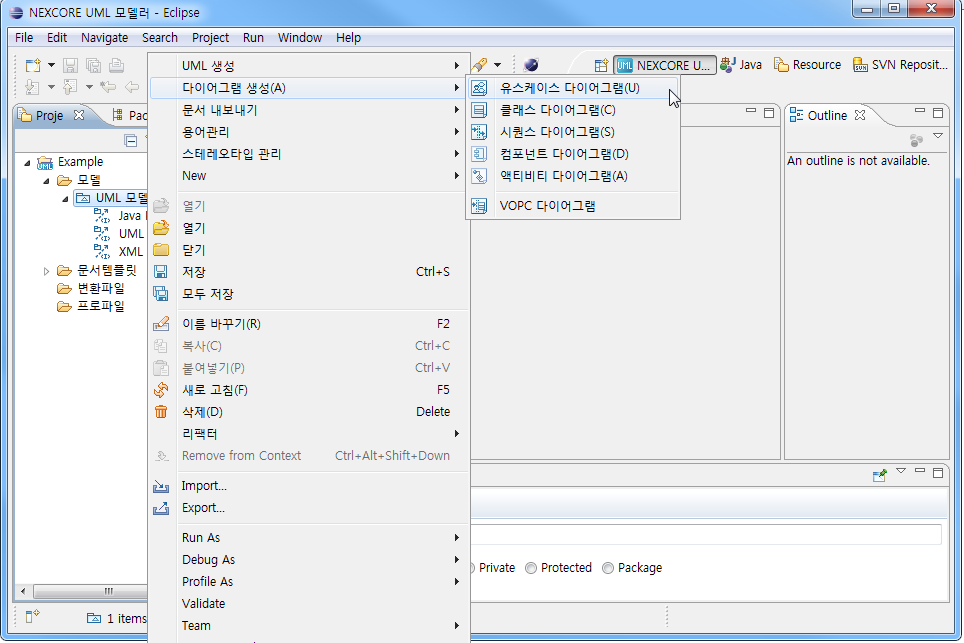 NEXCORE UML 모델러 - Eclipse
File Edit Navigate Search Project Run Window Help
NEXCORE U... Java Resource SVN Reposit...
Proje Pac
Example
모델
UML 모델
Java
UML
XML
문서템플릿
변환파일
프로파일
UML 생성
다이어그램 생성(A)
문서 내보내기
용어관리
스테레오타입 관리
New
열기
열기
닫기
저장 Ctrl+S
모두 저장
이름 바꾸기(R) F2
복사(C) Ctrl+C
붙여넣기(P) Ctrl+V
새로 고침(F) F5
삭제(D) Delete
리팩터
Remove from Context Ctrl+Alt+Shift+Down
Import...
Export...
Run As
Debug As
Profile As
Validate
Team
유스케이스 다이어그램(U)
클래스 다이어그램(C)
시퀀스 다이어그램(S)
컴포넌트 다이어그램(D)
액티비티 다이어그램(A)
VOPC 다이어그램
Outline
An outline is not available.
Private Protected Package
1 items